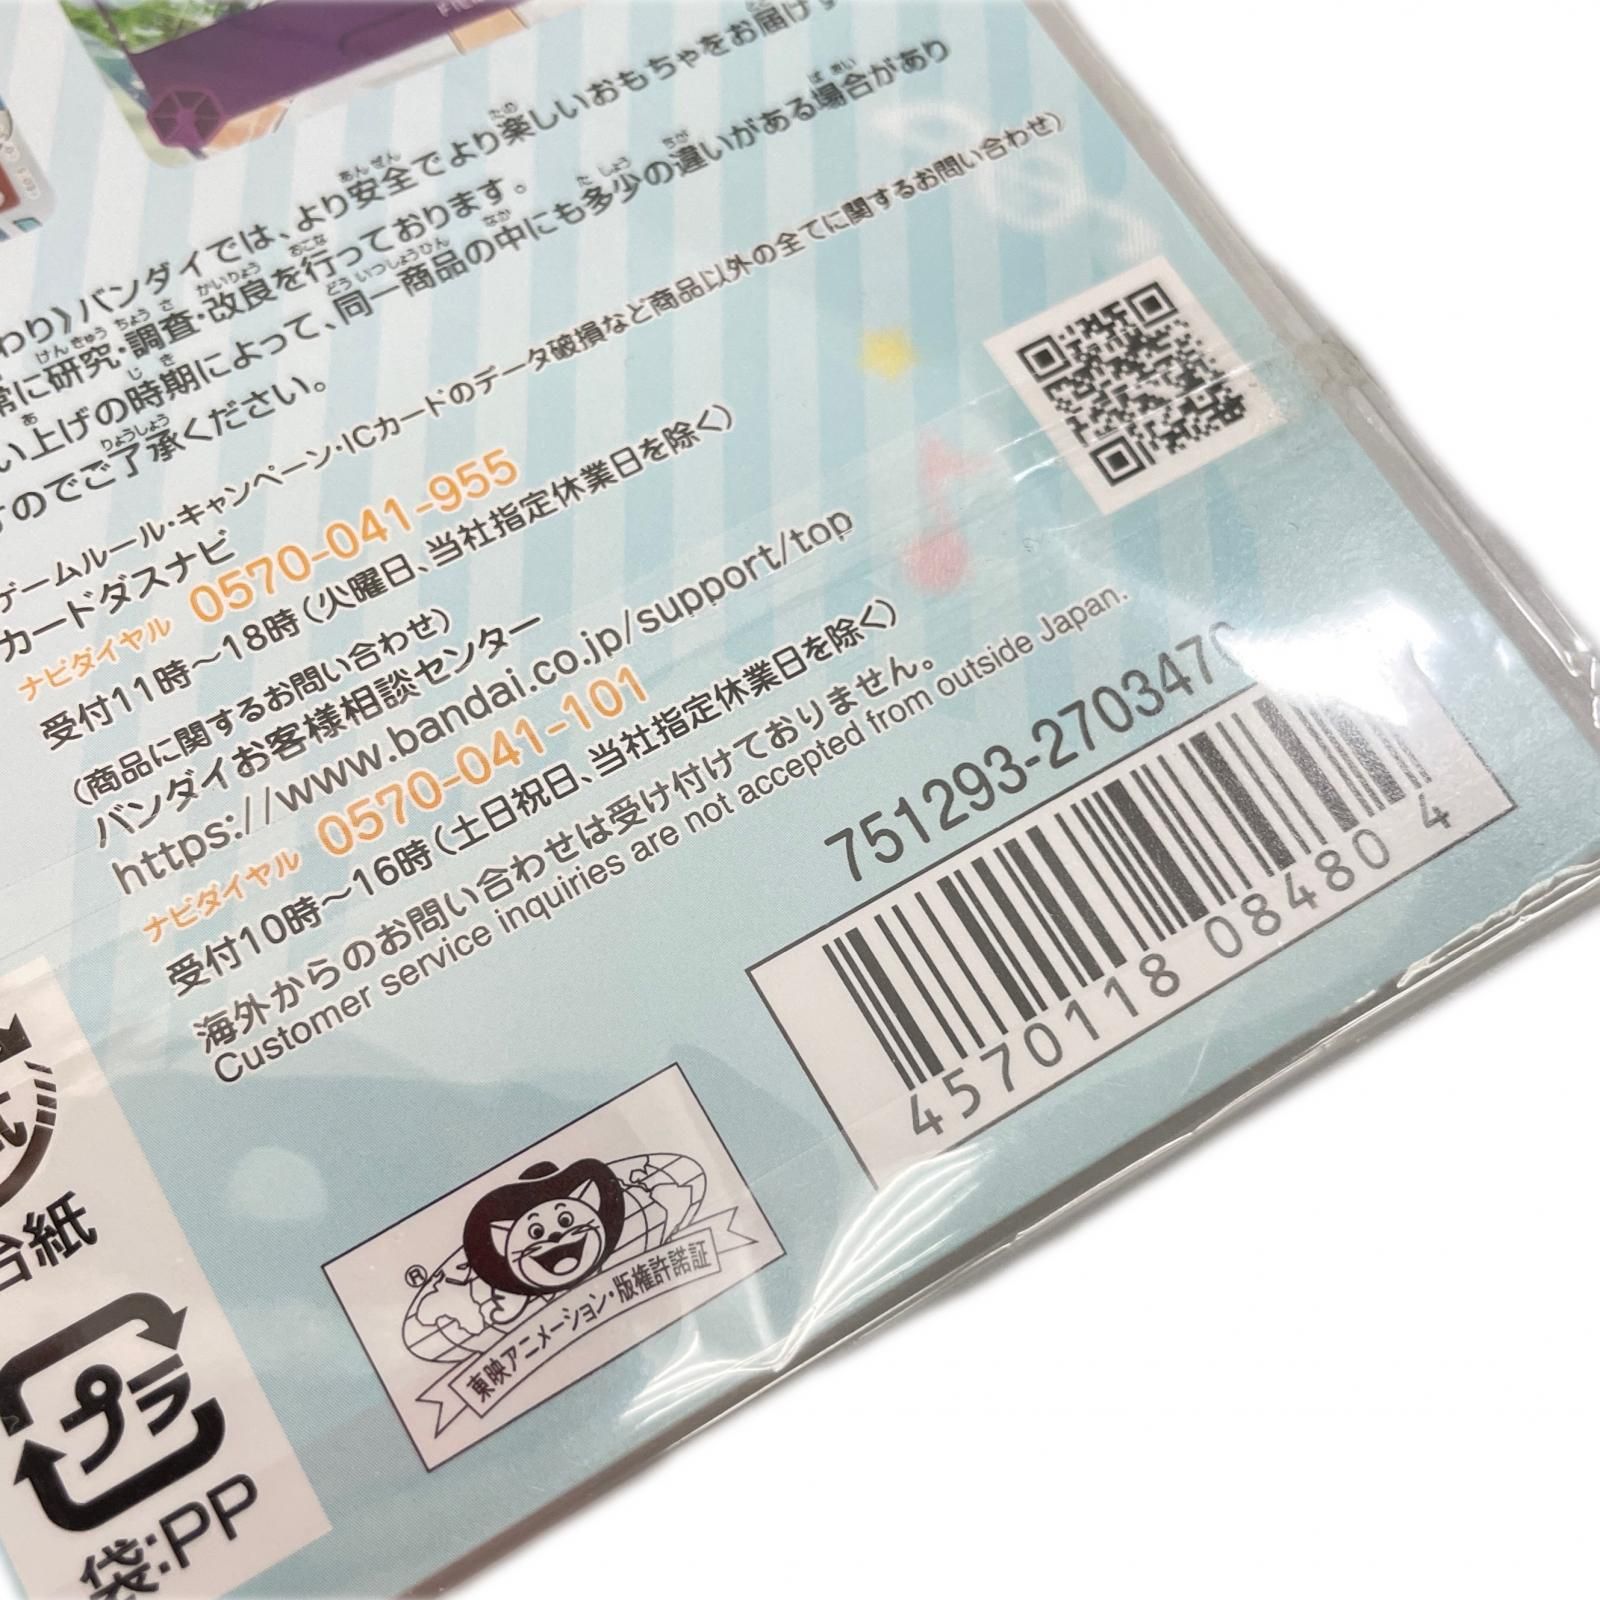 わり》バンダイでは、より安全でより楽しいおもちゃをお届け
常に研究・調査・改良を行っております。
い上げの時期によって、同一商品の中にも多少の違いがある場合があり
すのでご了承ください。
ゲームルール・キャンペーン・ICカードのデータ破損など商品以外の全てに関するお問い合わせ)
カードダスナビ
ナビダイヤル 0570-041-955
受付11時～18時(火曜日、当社指定休業日を除く)
(商品に関するお問い合わせ)
バンダイお客様相談センター
https://www.bandai.co.jp/support/top
ナビダイヤル 0570-041-101
受付10時～16時(土日祝日、当社指定休業日を除く)
海外からのお問い合わせは受け付けておりません。
Customer service inquiries are not accepted from outside Japan.
751293-270347
4570118 084804
®
東映アニメーション・版権許諾証
台紙
プラ
袋:PP